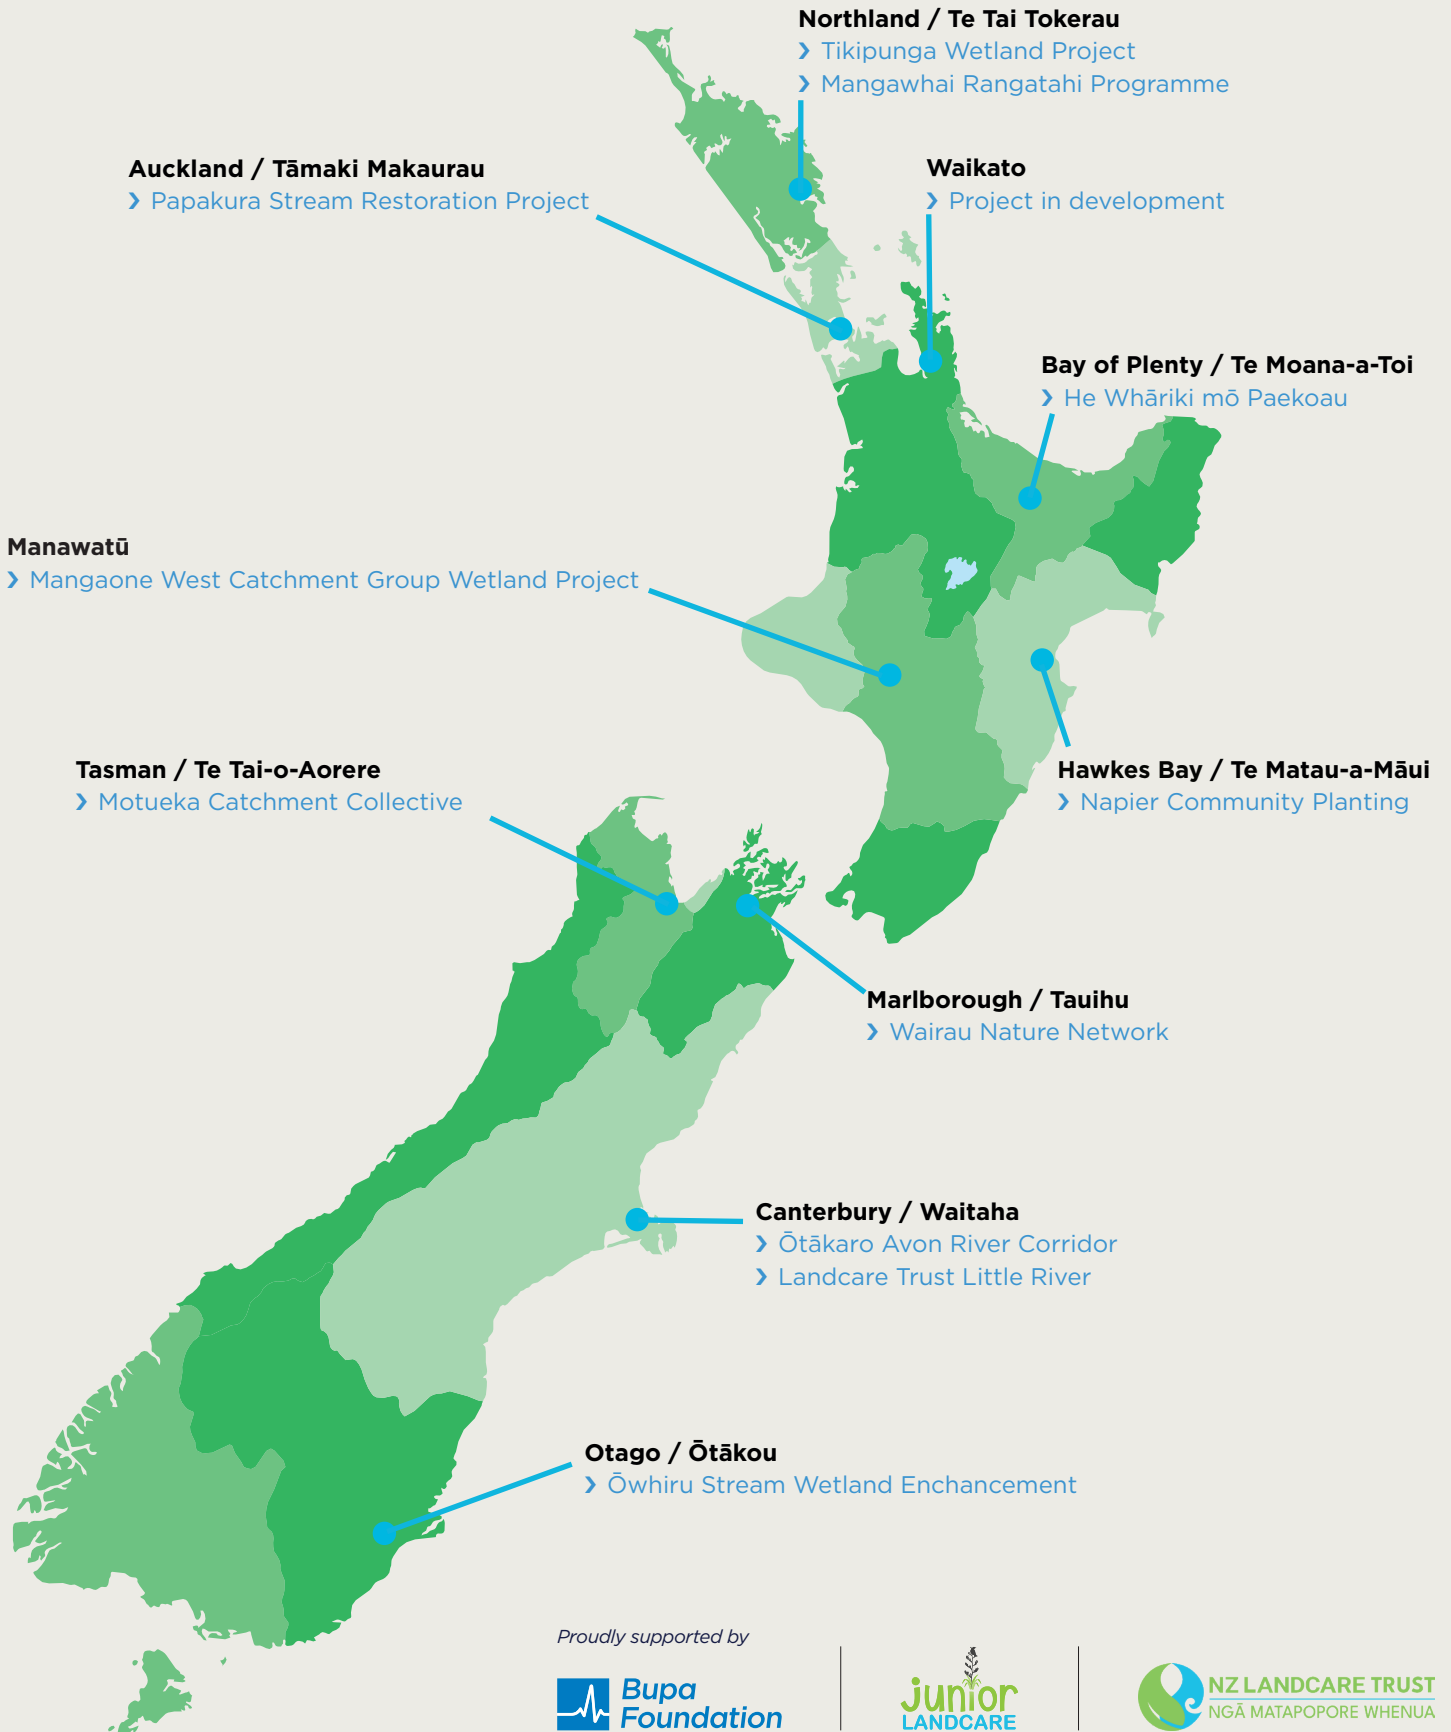 Northland / Te Tai Tokerau
› Tikipunga Wetland Project
› Mangawhai Rangatahi Programme
Auckland / Tāmaki Makaurau
› Papakura Stream Restoration Project
Waikato
› Project in development
Bay of Plenty / Te Moana-a-Toi
› He Whāriki mō Paekoau
Manawatū
› Mangaone West Catchment Group Wetland Project
Hawkes Bay / Te Matau-a-Māui
› Napier Community Planting
Tasman / Te Tai-o-Aorere
› Motueka Catchment Collective
Marlborough / Tauihu
› Wairau Nature Network
Canterbury / Waitaha
› Ōtākaro Avon River Corridor
› Landcare Trust Little River
Otago / Ōtākou
› Ōwhiru Stream Wetland Enchancement
Proudly supported by
Bupa
Foundation
junior
LANDCARE
NZ LANDCARE TRUST
NGĀ MATAPOPORE WHENUA